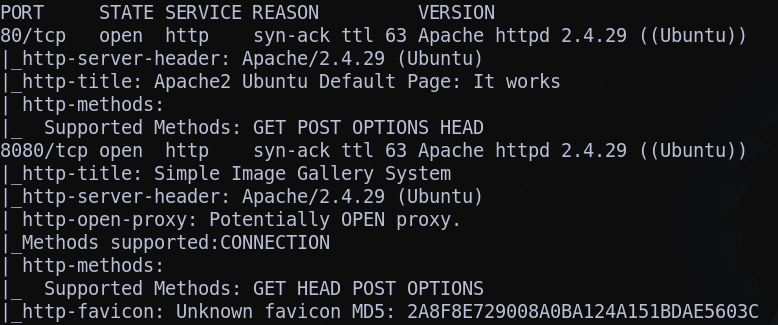 PORT     STATE SERVICE REASON         VERSION
80/tcp   open  http    syn-ack ttl 63 Apache httpd 2.4.29 ((Ubuntu))
|_http-server-header: Apache/2.4.29 (Ubuntu)
|_http-title: Apache2 Ubuntu Default Page: It works
| http-methods:
|_  Supported Methods: GET POST OPTIONS HEAD
8080/tcp open  http    syn-ack ttl 63 Apache httpd 2.4.29 ((Ubuntu))
|_http-title: Simple Image Gallery System
|_http-server-header: Apache/2.4.29 (Ubuntu)
| http-open-proxy: Potentially OPEN proxy.
|_Methods supported:CONNECTION
| http-methods:
|_  Supported Methods: GET HEAD POST OPTIONS
|_http-favicon: Unknown favicon MD5: 2A8F8E729008A0BA124A151BDAE5603C